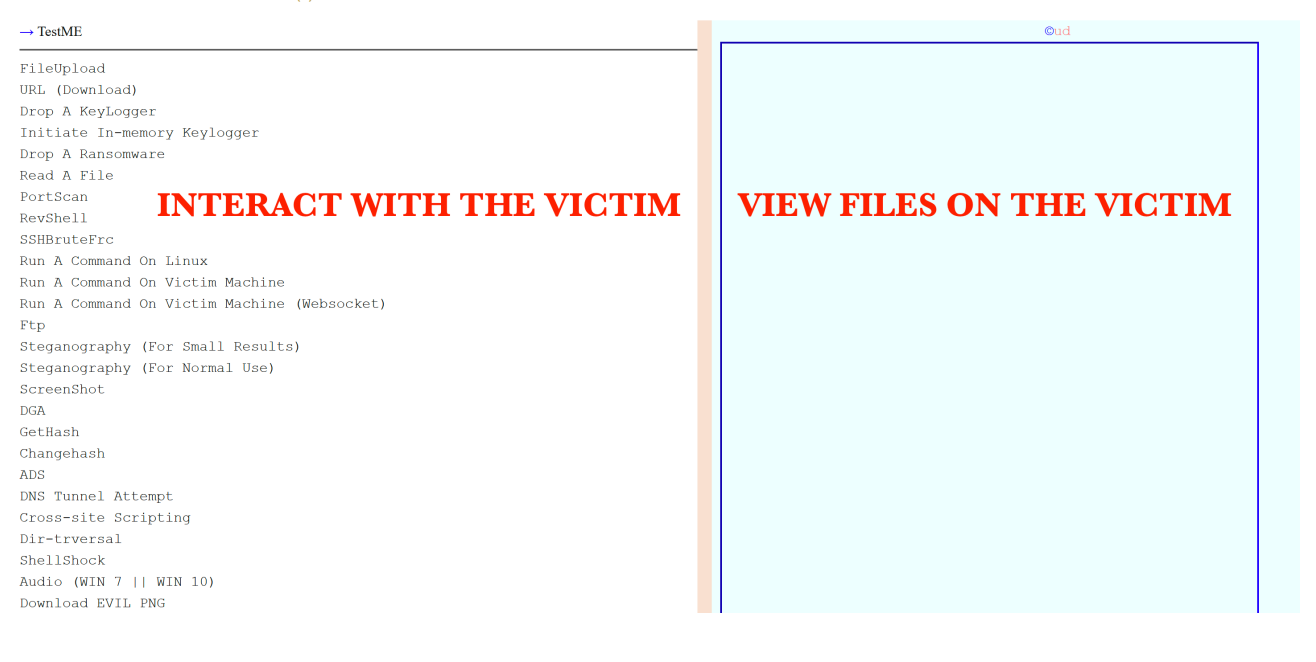 → TestME
FileUpload
URL (Download)
Drop A KeyLogger
Initiate In-memory Keylogger
Drop A Ransomware
Read A File
PortScan
RevShell
SSHBruteFrc
Run A Command On Linux
Run A Command On Victim Machine
Run A Command On Victim Machine (Websocket)
Ftp
Steganography (For Small Results)
Steganography (For Normal Use)
ScreenShot
DGA
GetHash
Changehash
ADS
DNS Tunnel Attempt
Cross-site Scripting
Dir-trversal
ShellShock
Audio (WIN 7 || WIN 10)
Download EVIL PNG
INTERACT WITH THE VICTIM
©ud
VIEW FILES ON THE VICTIM